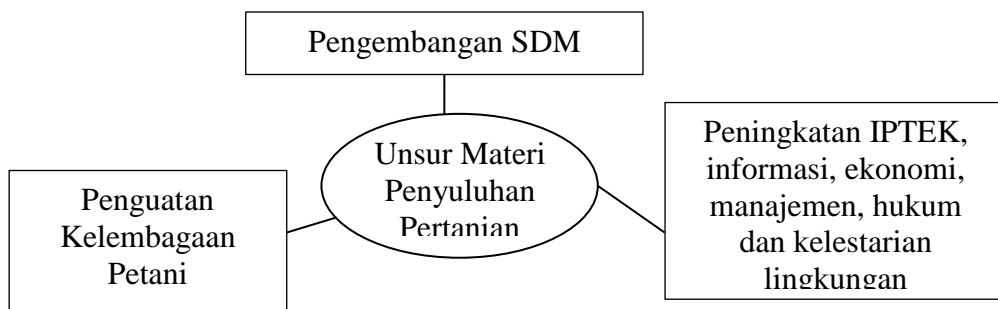 Pengembangan SDM
Unsur Materi
Penyuluhan
Pertanian
Penguatan
Kelembagaan
Petani
Peningkatan IPTEK,
informasi, ekonomi,
manajemen, hukum
dan kelestarian
lingkungan